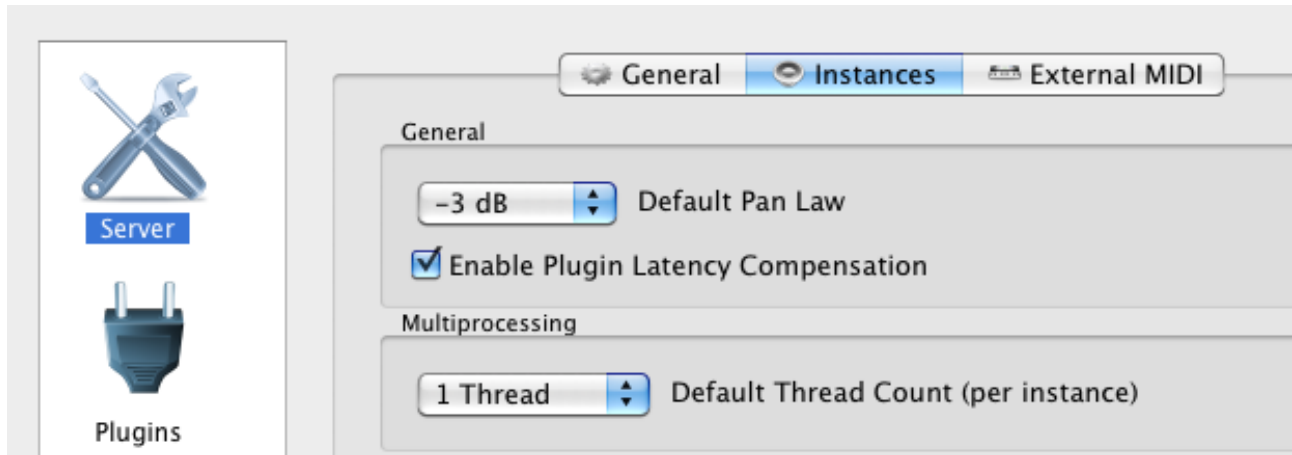 General
Instances
External MIDI
General
-3 dB
Default Pan Law
Enable Plugin Latency Compensation
Server
Multiprocessing
1 Thread
Default Thread Count (per instance)
Plugins